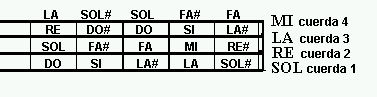 LA SOL# SOL FA# FA MI cuerda 4
RE DO# DO SI LA# LA cuerda 3
SOL FA# FA MI RE# RE cuerda 2
DO SI LA# LA SOL# SOL cuerda 1